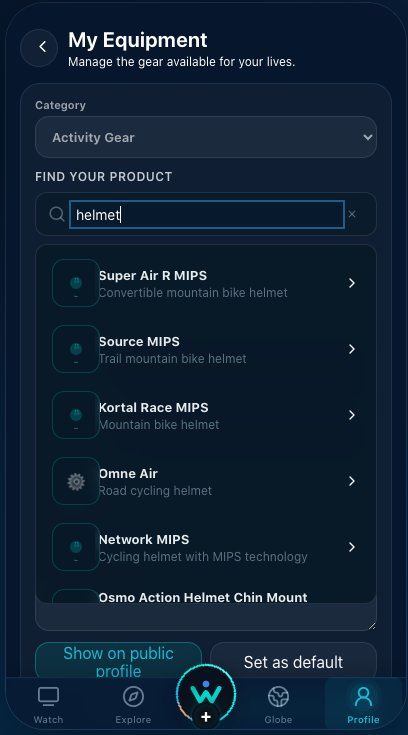 My Equipment
Manage the gear available for your lives.
Category
Activity Gear
FIND YOUR PRODUCT
helmet
×
Super Air R MIPS
Convertible mountain bike helmet
Source MIPS
Trail mountain bike helmet
Kortal Race MIPS
Mountain bike helmet
Omne Air
Road cycling helmet
Network MIPS
Cycling helmet with MIPS technology
Osmo Action Helmet Chin Mount
Show on public
profile
Set as default
Watch
Explore
Globe
Profile